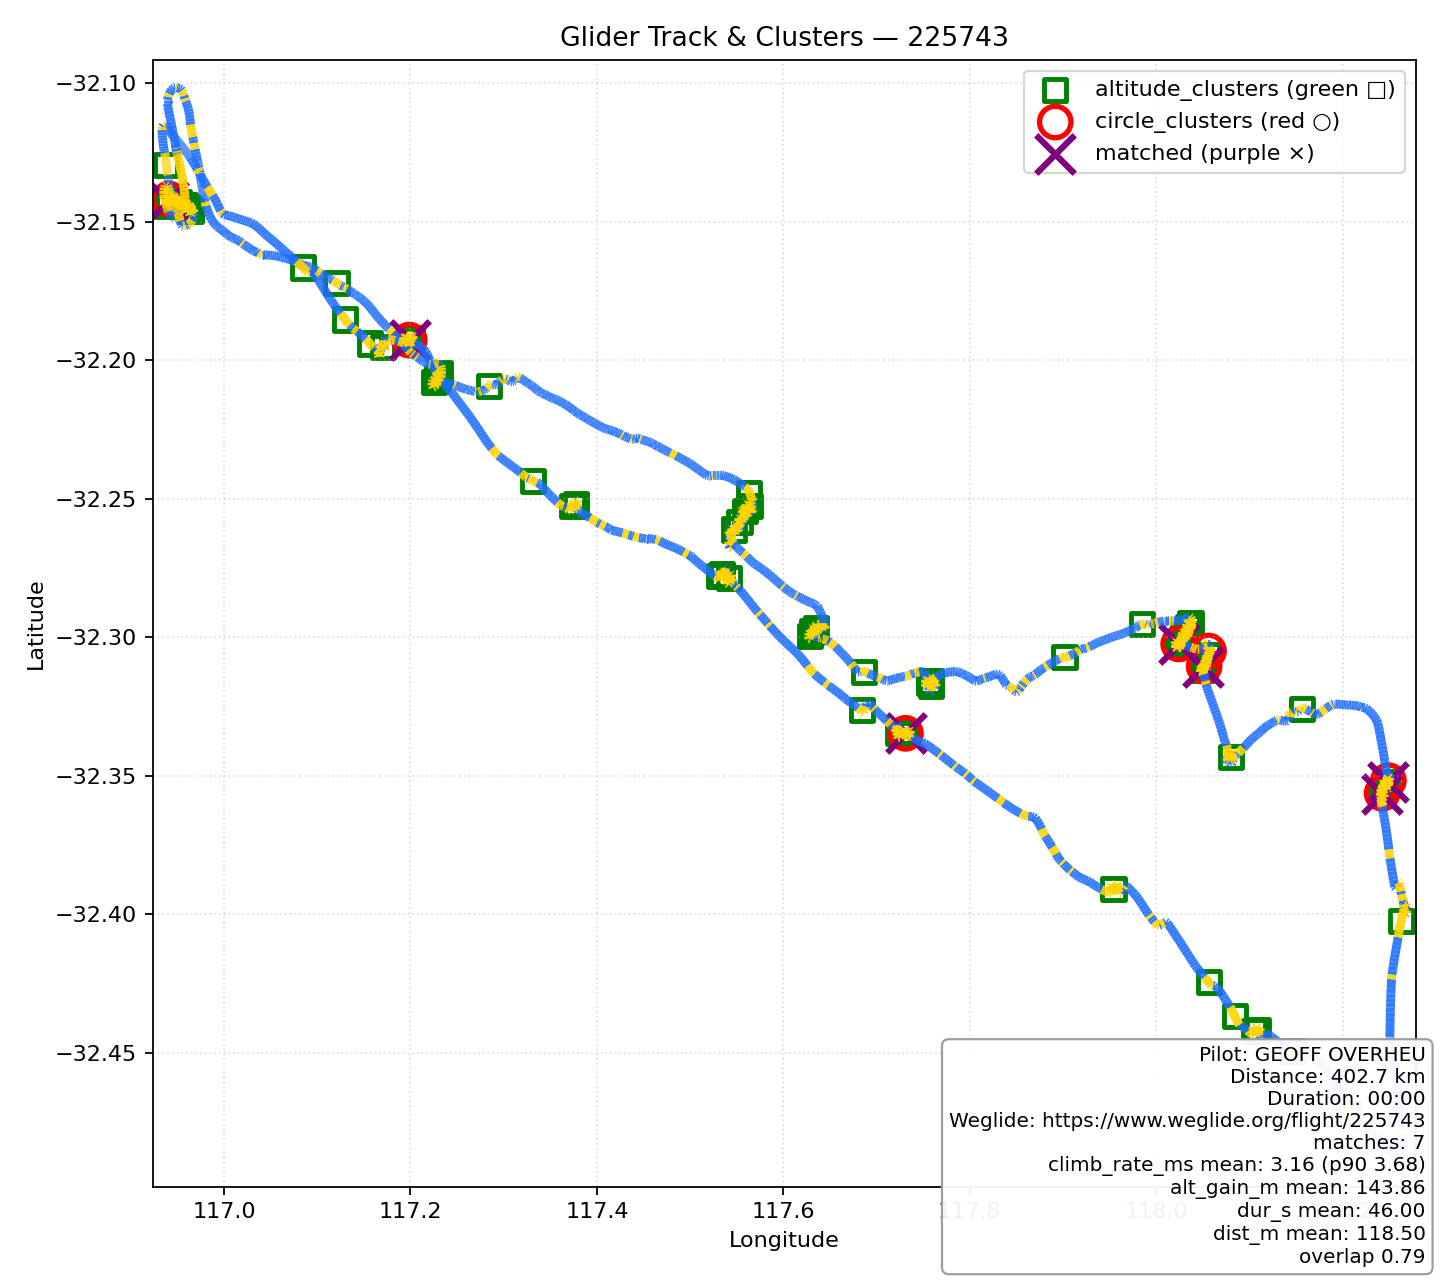 Glider Track & Clusters — 225743
altitude_clusters (green □)
circle_clusters (red ○)
matched (purple ×)
−32.10
−32.15
−32.20
−32.25
−32.30
−32.35
−32.40
−32.45
Latitude
117.0
117.2
117.4
117.6
117.8
118.0
Longitude
Pilot: GEOFF OVERHEU
Distance: 402.7 km
Duration: 00:00
Weglide: https://www.weglide.org/flight/225743
matches: 7
climb_rate_ms mean: 3.16 (p90 3.68)
alt_gain_m mean: 143.86
dur_s mean: 46.00
dist_m mean: 118.50
overlap 0.79